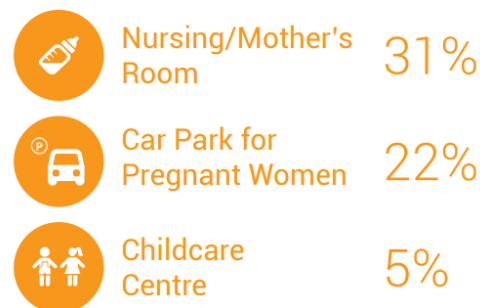 Nursing/Mother's
Room
31%
P
Car Park for
Pregnant Women
22%
Childcare
Centre
5%